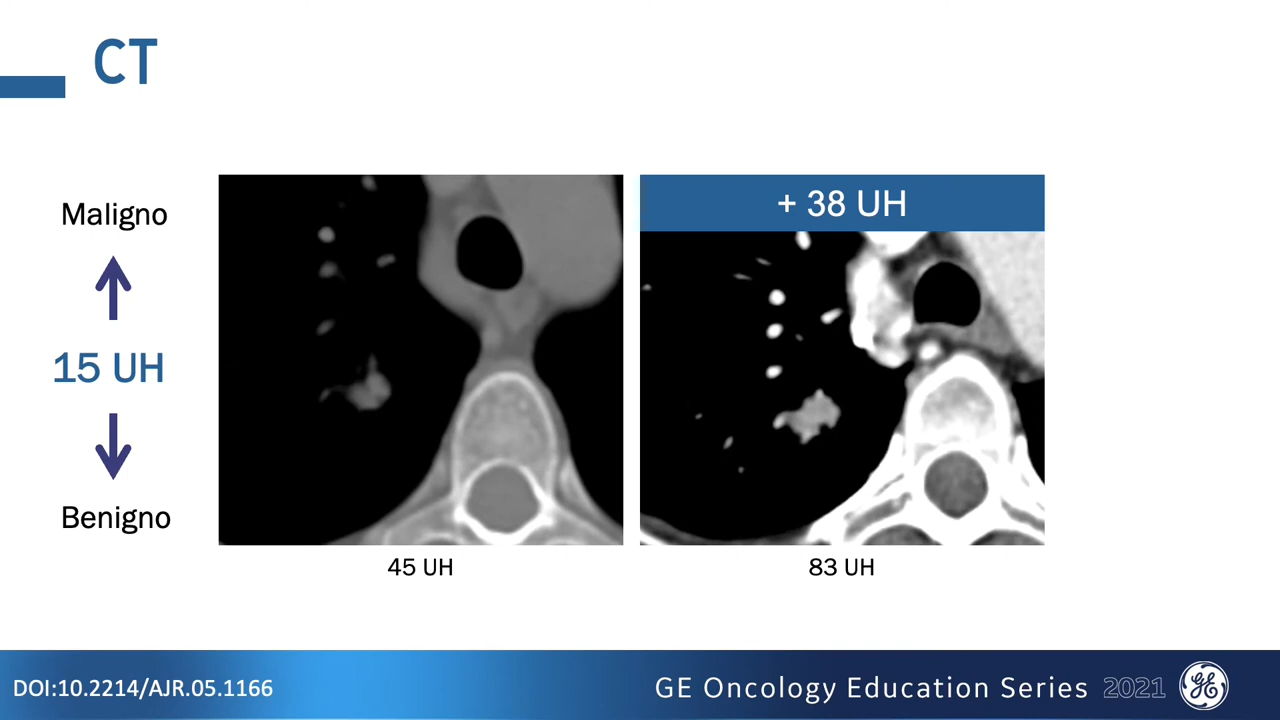 CT
Maligno
15 UH
Benigno
+ 38 UH
45 UH
83 UH
DOI:10.2214/AJR.05.1166
GE Oncology Education Series 2021